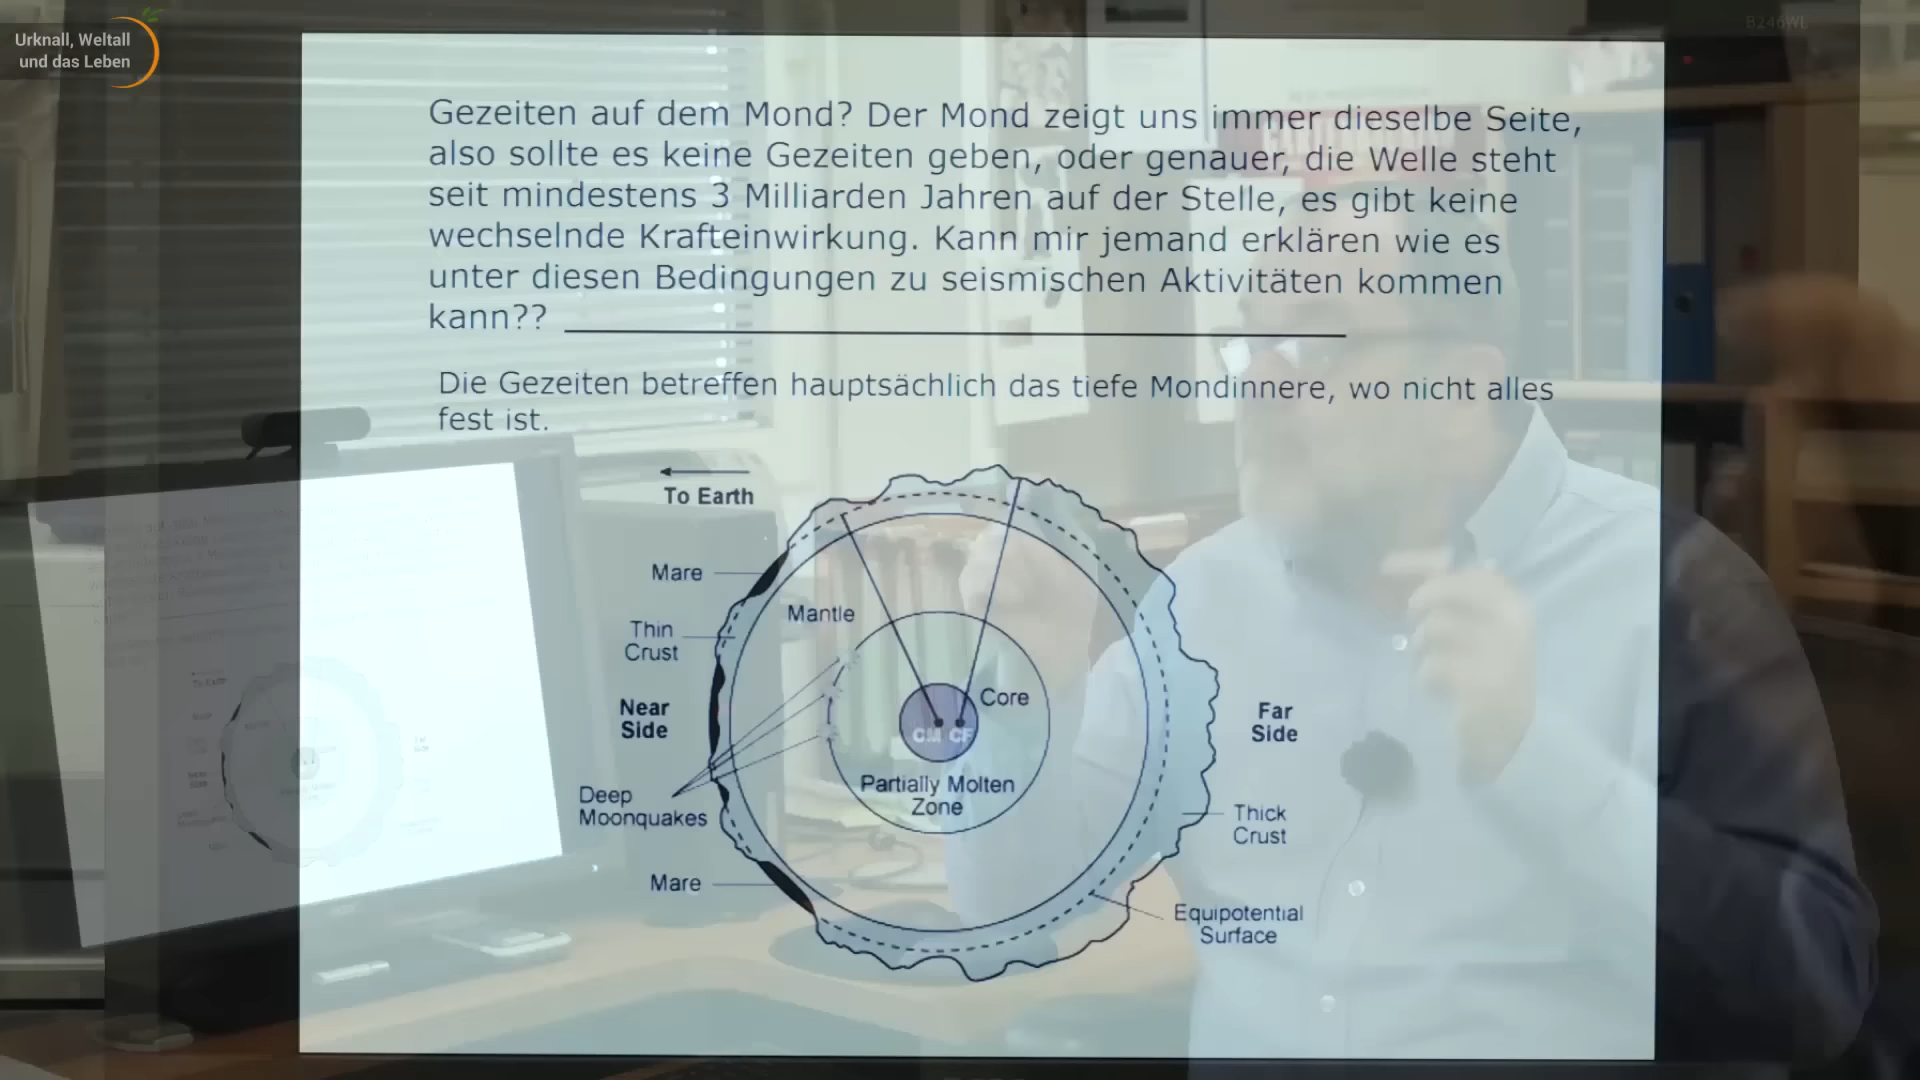 Urknall, Weltall
und das Leben
B246WL
Gezeiten auf dem Mond? Der Mond zeigt uns immer dieselbe Seite,
also sollte es keine Gezeiten geben, oder genauer, die Welle steht
seit mindestens 3 Milliarden Jahren auf der Stelle, es gibt keine
wechselnde Krafteinwirkung. Kann mir jemand erklären wie es
unter diesen Bedingungen zu seismischen Aktivitäten kommen
kann??
Die Gezeiten betreffen hauptsächlich das tiefe Mondinnere, wo nicht alles
fest ist.
To Earth
Mare
Mantle
Thin
Crust
Near
Side
Core
CM CF
Far
Side
Partially Molten
Zone
Deep
Moonquakes
Thick
Crust
Mare
Equipotential
Surface